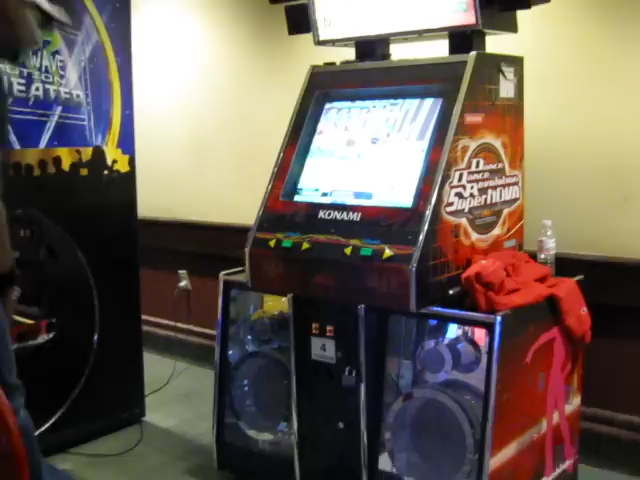 WAVE
MOTION
THEATER
KONAMI
Dance
Dance
Revolution
SuperNOVA
4